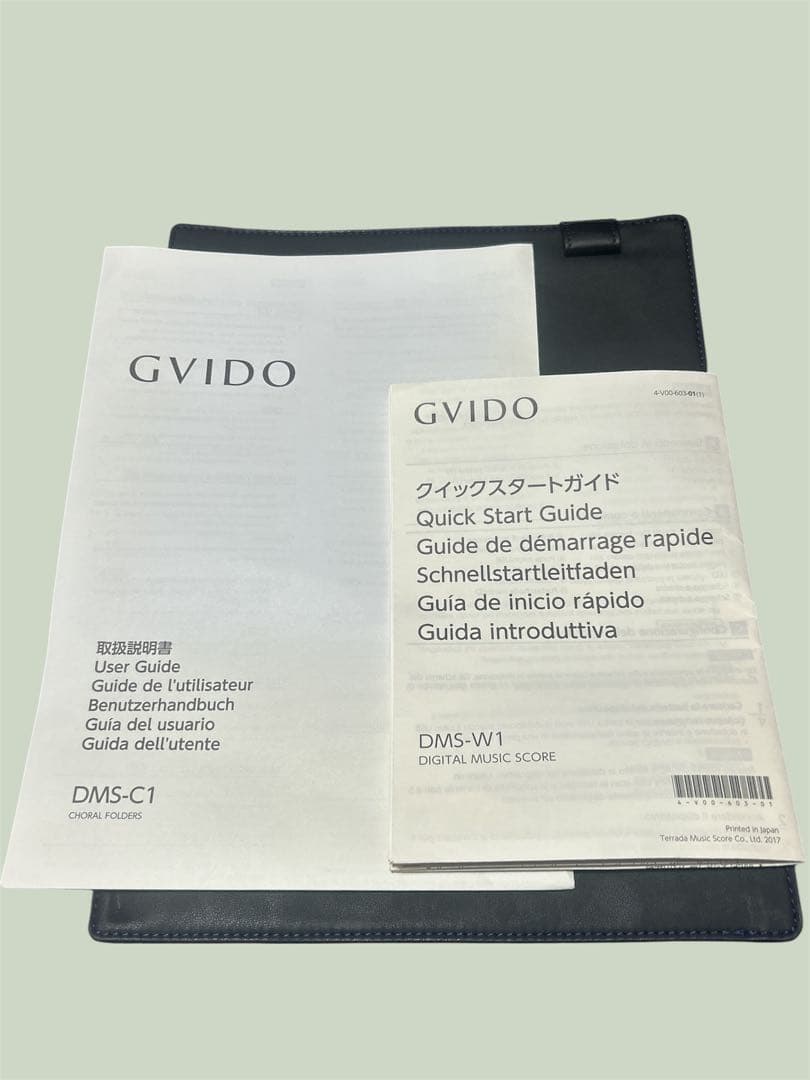 GVIDO
取扱説明書
User Guide
Guide de l'utilisateur
Benutzerhandbuch
Guía del usuario
Guida dell'utente
DMS-C1
CHORAL FOLDERS
4-V00-603-01(1)
GVIDO
クイックスタートガイド
Quick Start Guide
Guide de démarrage rapide
Schnellstartleitfaden
Guía de inicio rápido
Guida introduttiva
DMS-W1
DIGITAL MUSIC SCORE
4-V00-603-01
Printed in Japan
Terrada Music Score Co., Ltd. 2017